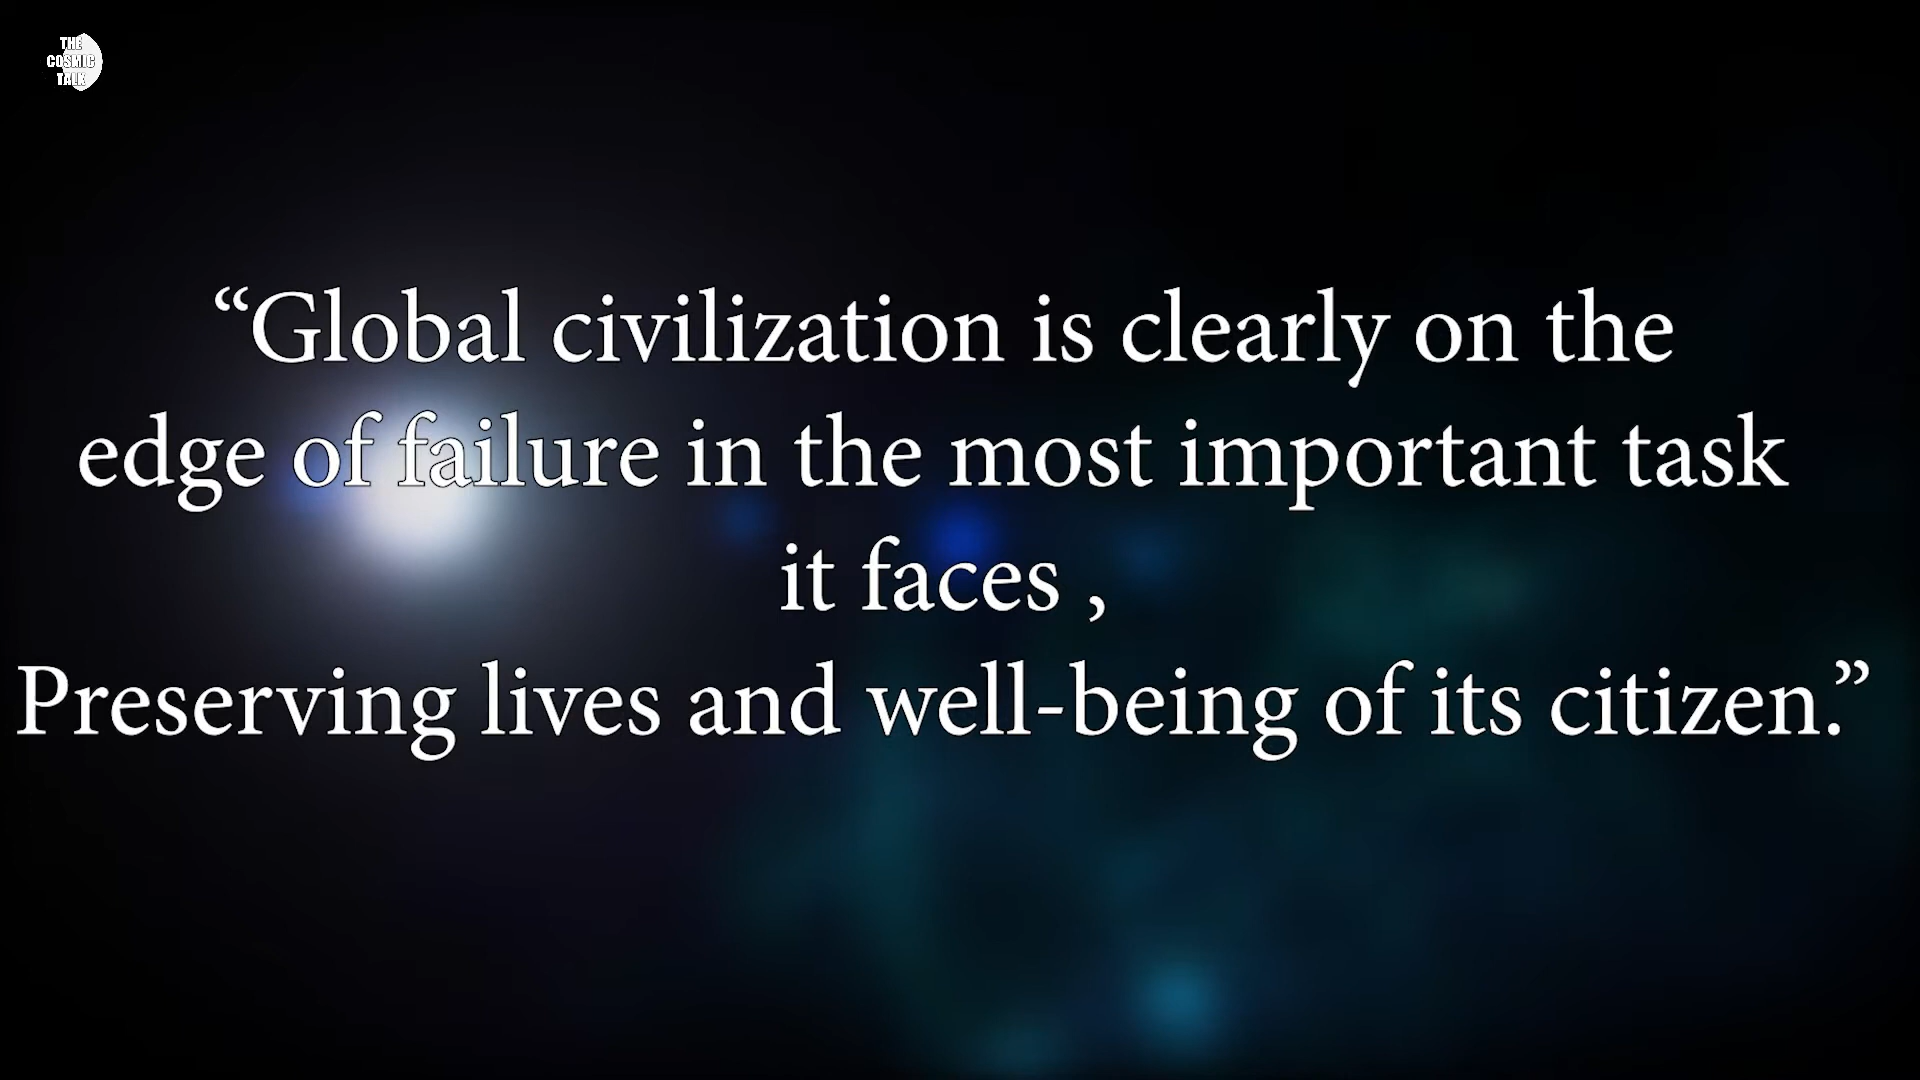 THE
COSMIC
TALK
“Global civilization is clearly on the
edge of failure in the most important task
it faces ,
Preserving lives and well-being of its citizen.”